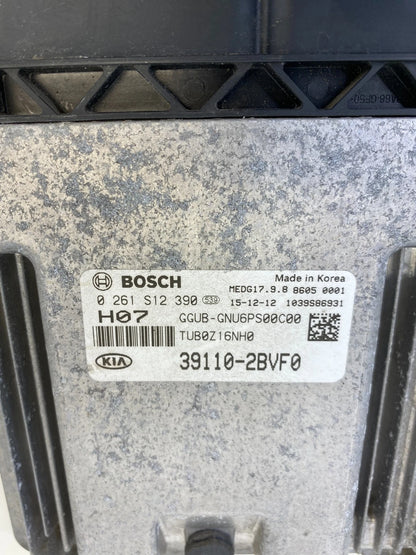 BOSCH
Made in Korea
MEDG17.9.8 8605 0001
0 261 S12 390 15-12-12 1039S86931
H07 GGUB-GNU6PS00C00
TUB0Z16NH0
KIA 39110-2BVF0